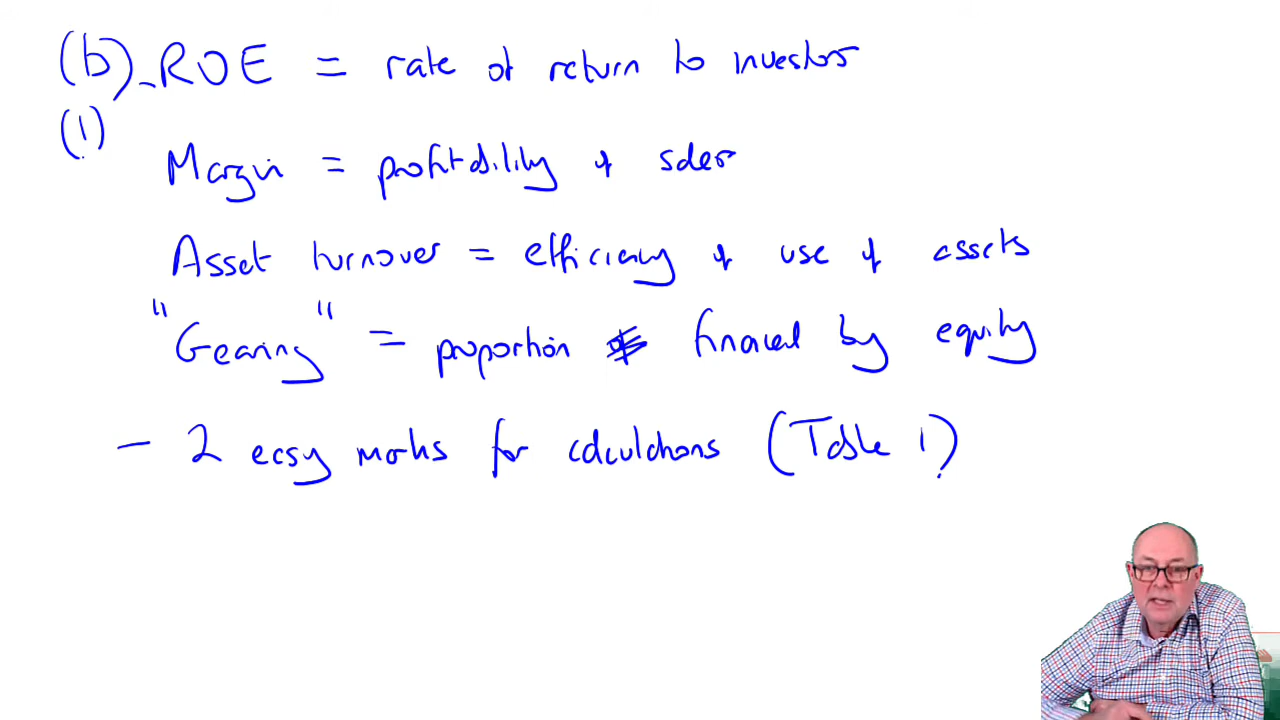 (b) - ROE = rate of return to investors
(1)
Margin = profitability of sales
Asset turnover = efficiency of use of assets
"Gearing" = proportion financed by equity
- 2 easy marks for calculations (Table 1)